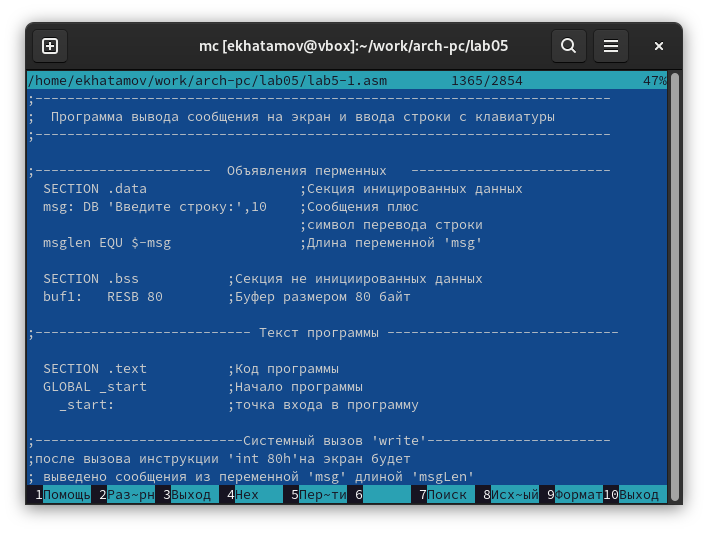 mc [ekhatamov@vbox]:~/work/arch-pc/lab05
/home/ekhatamov/work/arch-pc/lab05/lab5-1.asm 1365/2854 47%
;------------------------------------------------------------------------
;  Программа вывода сообщения на экран и ввода строки с клавиатуры
;------------------------------------------------------------------------
;----------------------  Объявления перменных   -------------------------
SECTION .data ;Секция иницированных данных
msg: DB 'Введите строку:',10 ;Сообщения плюс
;символ перевода строки
msglen EQU $-msg ;Длина переменной 'msg'
SECTION .bss ;Секция не инициированных данных
buf1: RESB 80 ;Буфер размером 80 байт
;--------------------------- Текст программы -----------------------------
SECTION .text ;Код программы
GLOBAL _start ;Начало программы
_start: ;точка входа в программу
;--------------------------Системный вызов 'write'-----------------------
;после вызова инструкции 'int 80h'на экран будет
; выведено сообщения из переменной 'msg' длиной 'msgLen'
1Помощь 2Раз~рн 3Выход 4Hex 5Пер~ти 6 7Поиск 8Исх~ый 9Формат 10Выход